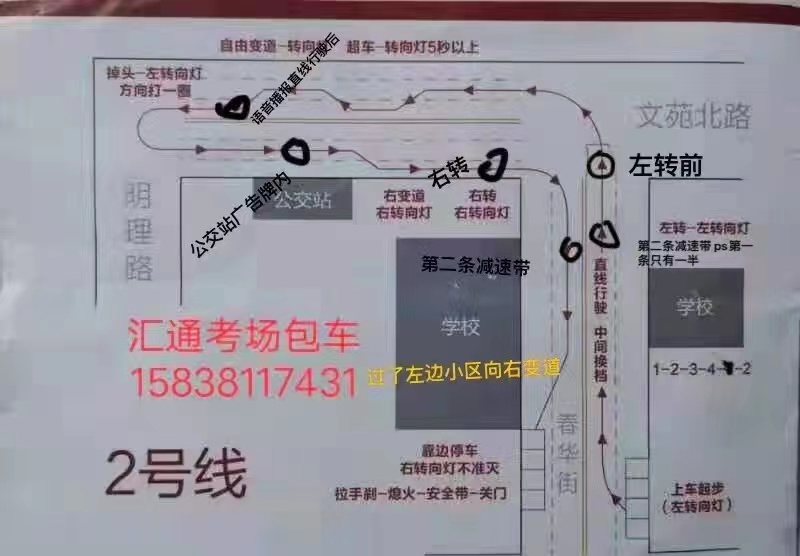 自由变道-转向灯 超车-转向灯5秒以上
掉头-左转向灯
方向打一圈
语音播报直线行驶后
文苑北路
左转前
右转
公交站广告牌内
公交站
右变道
右转向灯
右转
右转向灯
左转-左转向灯
第二条减速带 ps第一
条只有一半
明理路
第二条减速带
学校
直线行驶 中间换档
学校
汇通考场包车
15838117431
过了左边小区向右变道
1-2-3-4-3-2
春华街
2号线
靠边停车
右转向灯不准灭
拉手刹-熄火-安全带-关门
上车起步
(左转向灯)